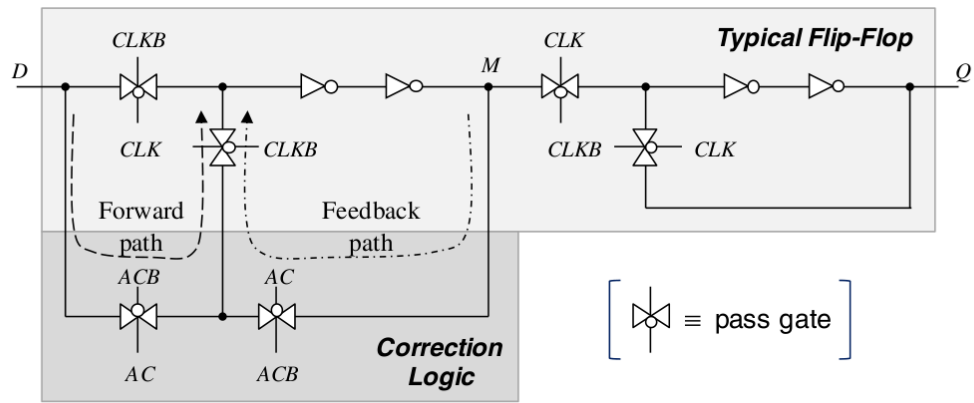 CLKB
CLK
Typical Flip-Flop
D
M
Q
CLK
CLKB
CLKB
CLK
Forward
path
Feedback
path
ACB
AC
≡ pass gate
AC
ACB
Correction
Logic